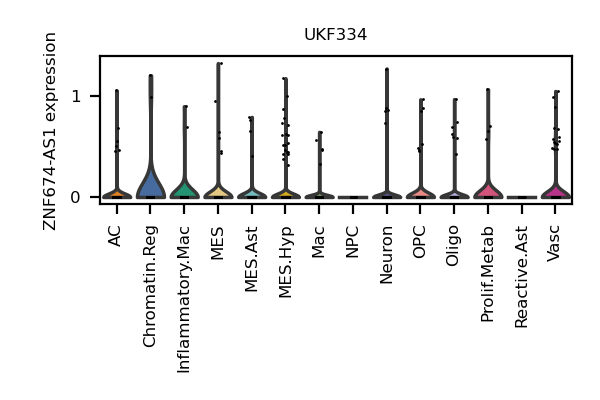 UKF334
ZNF674-AS1 expression
1
0
AC
Chromatin.Reg
Inflammatory.Mac
MES
MES.Ast
MES.Hyp
Mac
NPC
Neuron
OPC
Oligo
Prolif.Metab
Reactive.Ast
Vasc